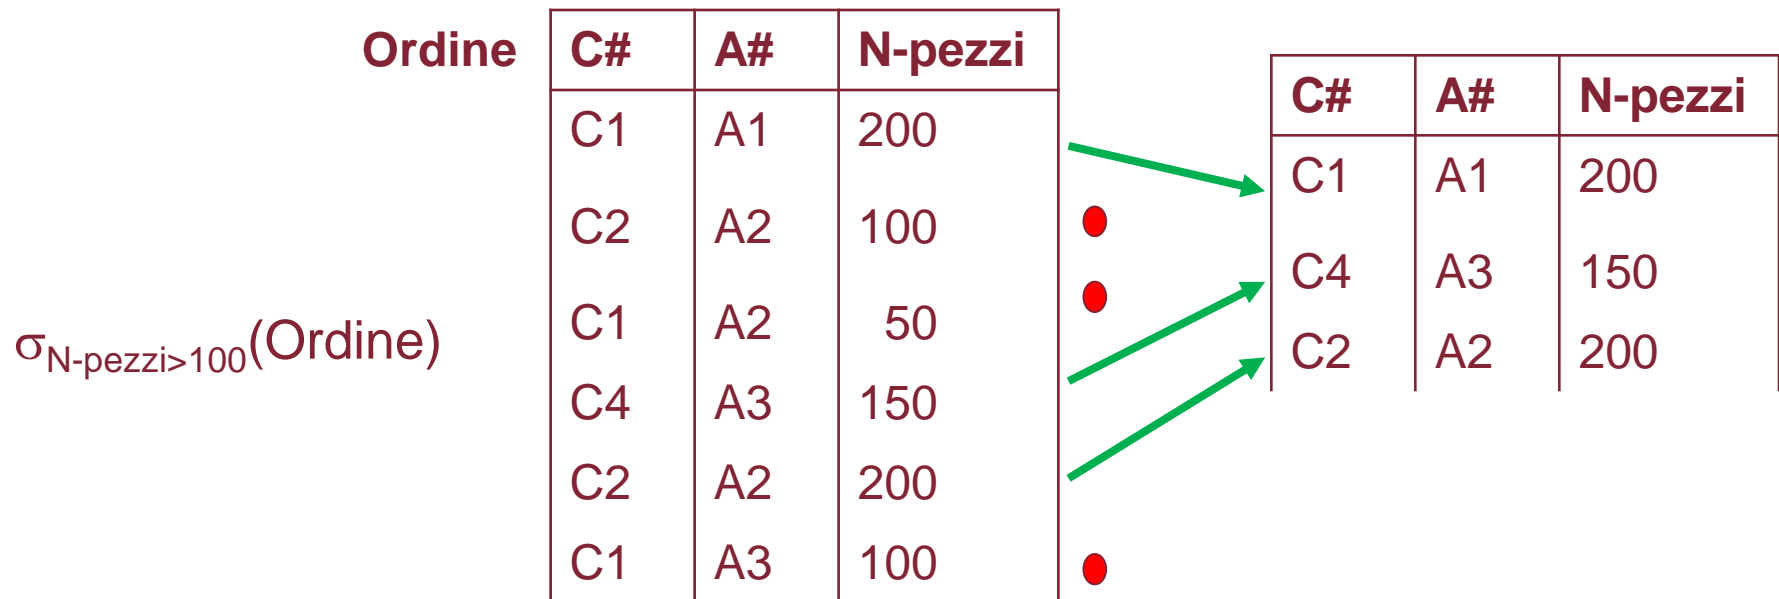 Ordine
C# A# N-pezzi
C1 A1 200
C2 A2 100
C1 A2 50
C4 A3 150
C2 A2 200
C1 A3 100
σN-pezzi>100(Ordine)
C# A# N-pezzi
C1 A1 200
C4 A3 150
C2 A2 200